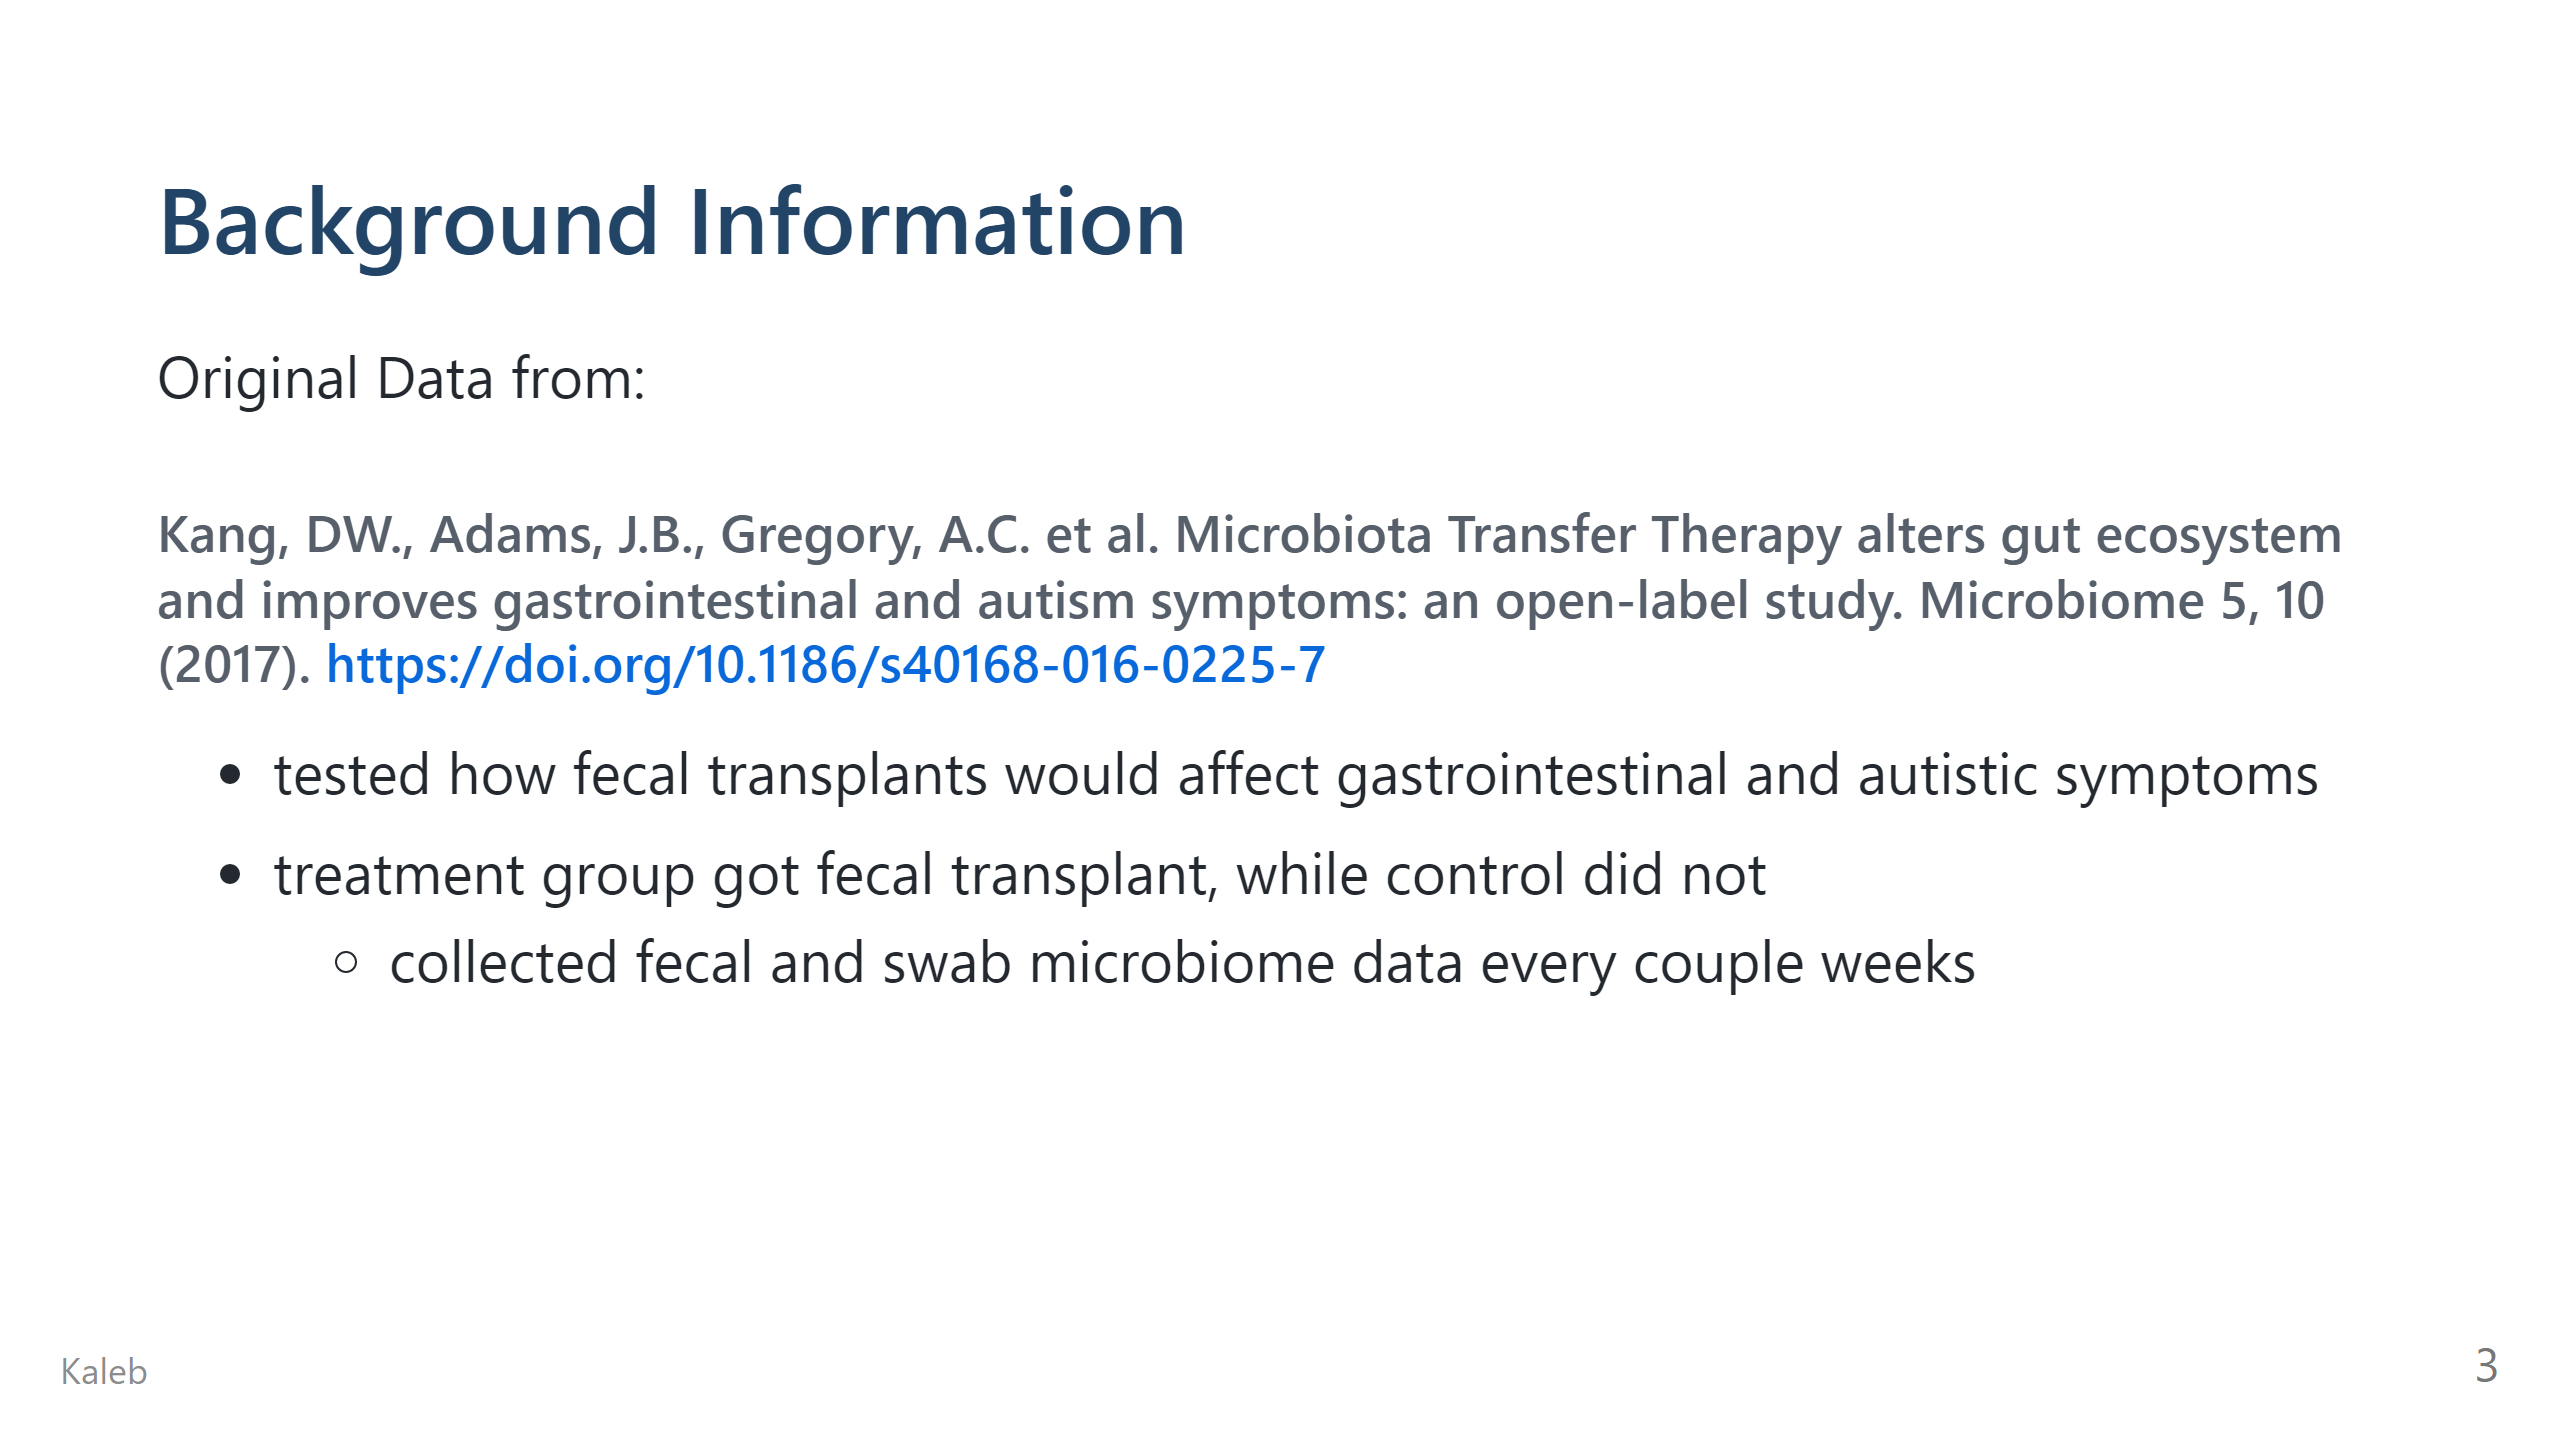 Background Information
Original Data from:
Kang, DW., Adams, J.B., Gregory, A.C. et al. Microbiota Transfer Therapy alters gut ecosystem
and improves gastrointestinal and autism symptoms: an open-label study. Microbiome 5, 10
(2017). https://doi.org/10.1186/s40168-016-0225-7
• tested how fecal transplants would affect gastrointestinal and autistic symptoms
• treatment group got fecal transplant, while control did not
○ collected fecal and swab microbiome data every couple weeks
Kaleb
3